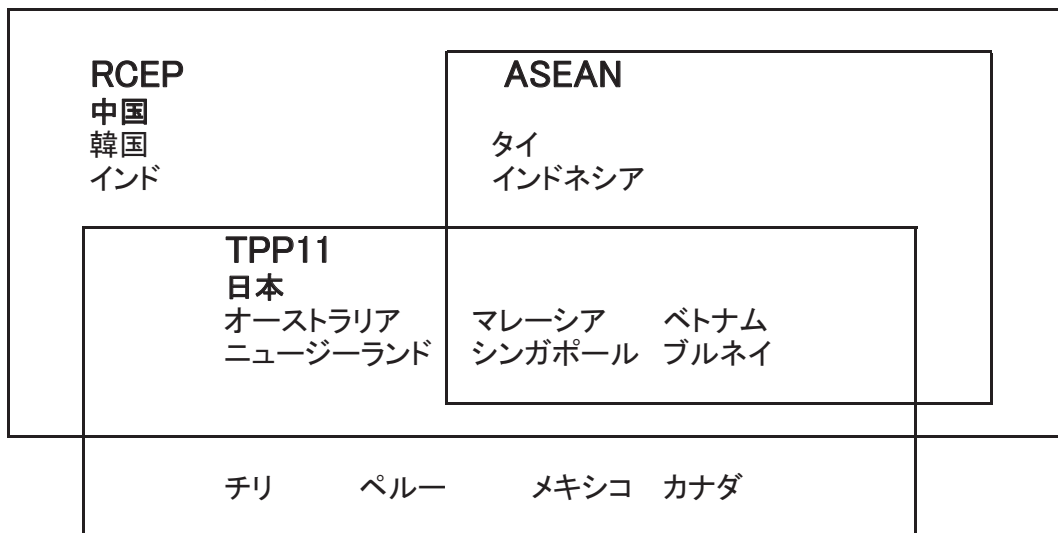 RCEP ASEAN
中国
韓国 タイ
インド インドネシア
TPP11
日本
オーストラリア マレーシア ベトナム
ニュージーランド シンガポール ブルネイ
チリ ペルー メキシコ カナダ